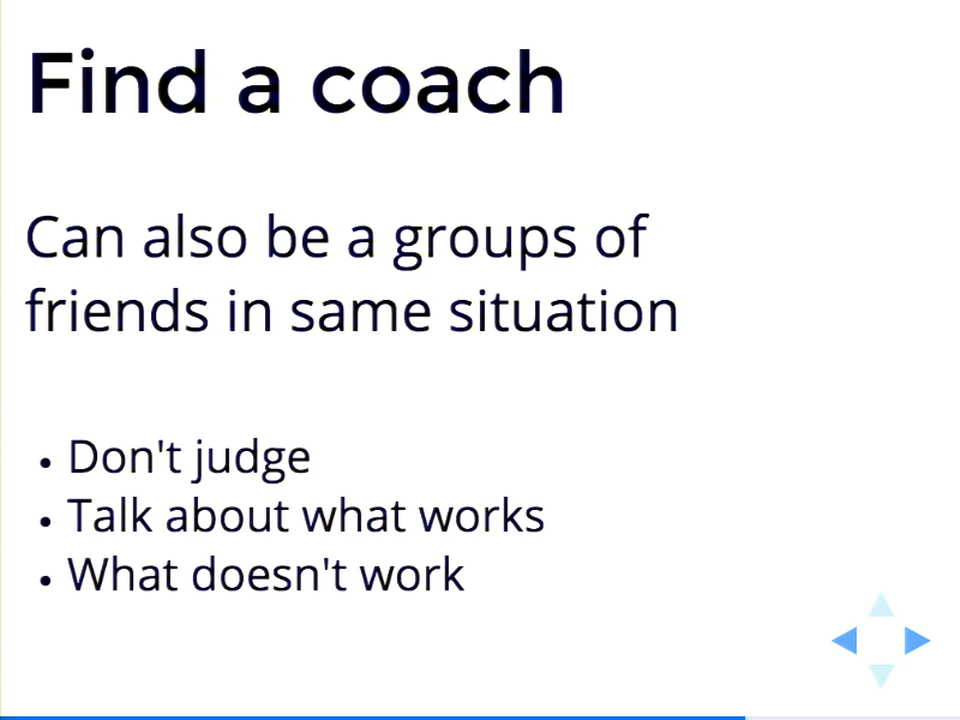 Find a coach
Can also be a groups of
friends in same situation
Don't judge
Talk about what works
What doesn't work